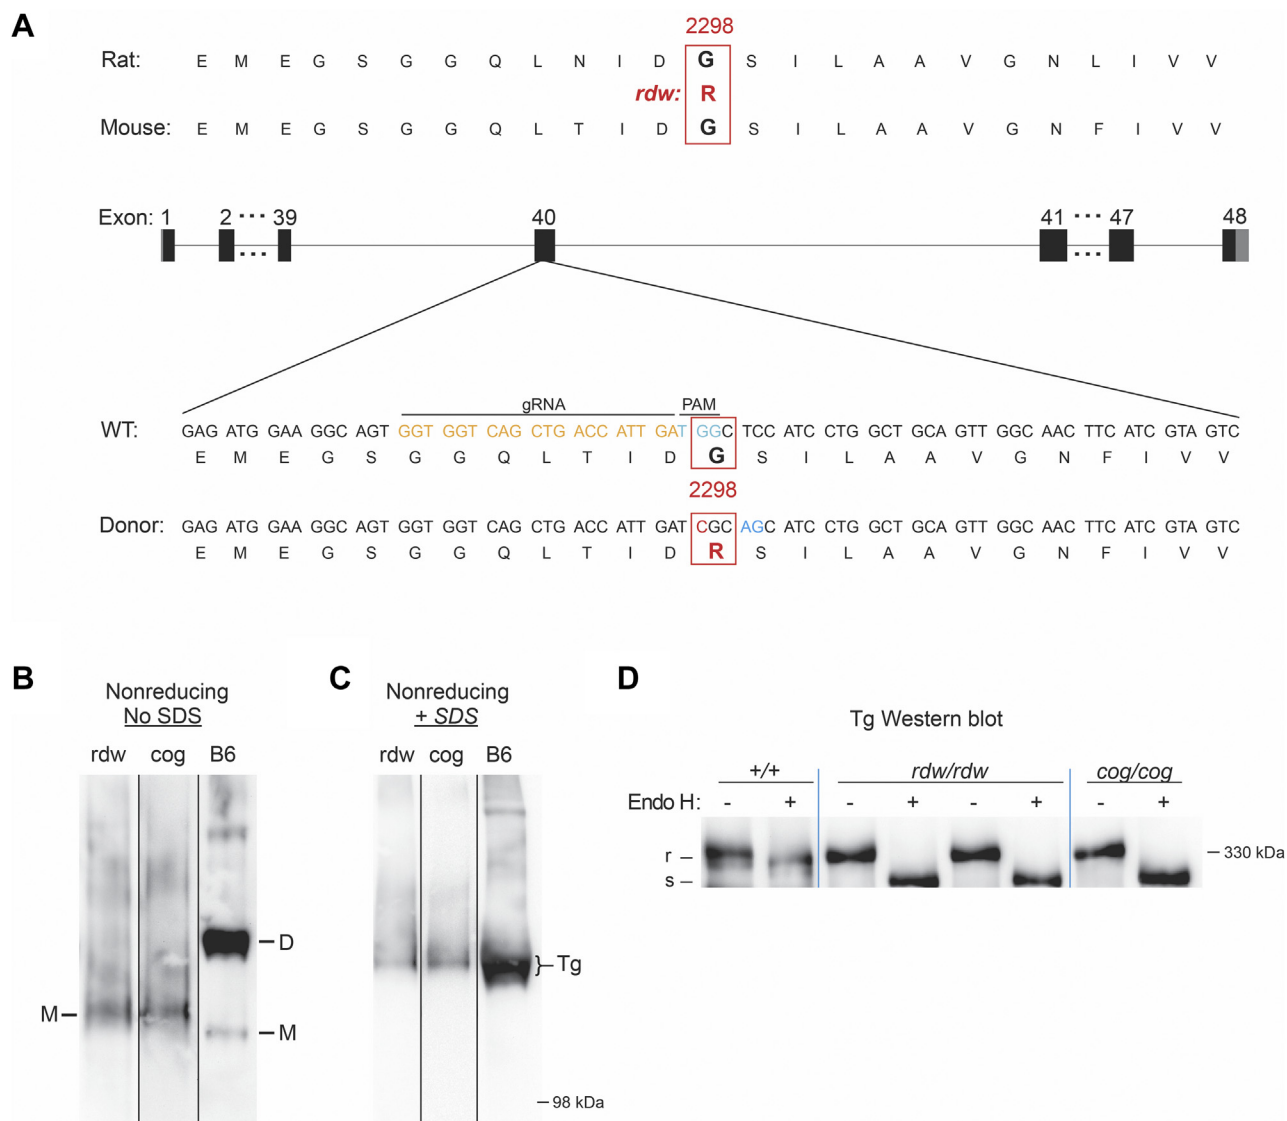 A
2298
Rat: E M E G S G G Q L N I D G S I L A A V G N L I V V
rdw: R
Mouse: E M E G S G G Q L T I D G S I L A A V G N F I V V
Exon: 1 2 ... 39 40 41 ... 47 48
... ...
gRNA PAM
WT: GAG ATG GAA GGC AGT GGT GGT CAG CTG ACC ATT GAT GGC TCC ATC CTG GCT GCA GTT GGC AAC TTC ATC GTA GTC
E M E G S G G Q L T I D G S I L A A V G N F I V V
2298
Donor: GAG ATG GAA GGC AGT GGT GGT CAG CTG ACC ATT GAT CGC AGC ATC CTG GCT GCA GTT GGC AAC TTC ATC GTA GTC
E M E G S G G Q L T I D R S I L A A V G N F I V V
B
Nonreducing
No SDS
rdw cog B6
D
M
M
C
Nonreducing
+ SDS
rdw cog B6
}Tg
98 kDa
D
Tg Western blot
+/+ rdw/rdw cog/cog
Endo H: - + - + - + - +
r
330 kDa
s